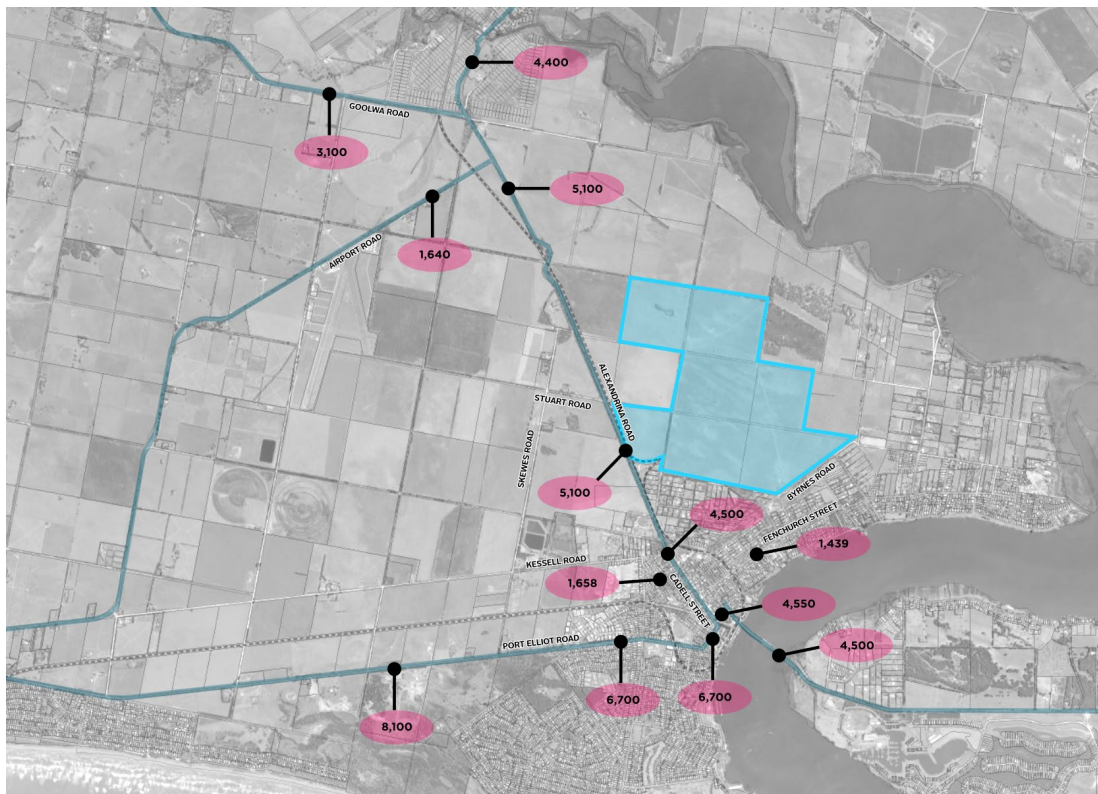 4,400
GOOLWA ROAD
3,100
5,100
1,640
AIRPORT ROAD
ALEXANDRINA ROAD
STUART ROAD
SKEWES ROAD
BYRNES ROAD
5,100
4,500
FENCHURCH STREET
1,439
KESSELL ROAD
1,658
CADELL STREET
4,550
PORT ELLIOT ROAD
4,500
6,700
6,700
8,100